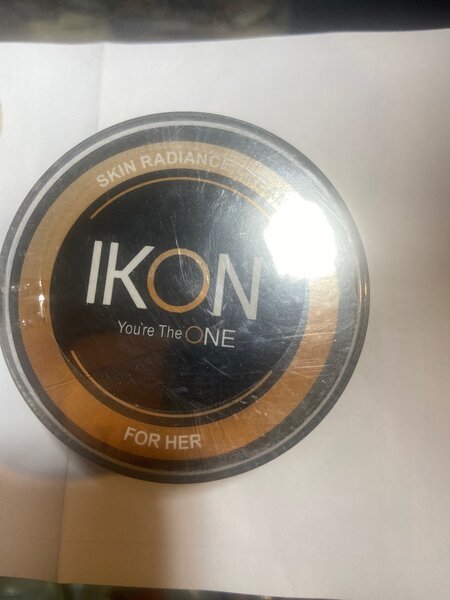 SKIN RADIANCE
IKON
You're The ONE
FOR HER